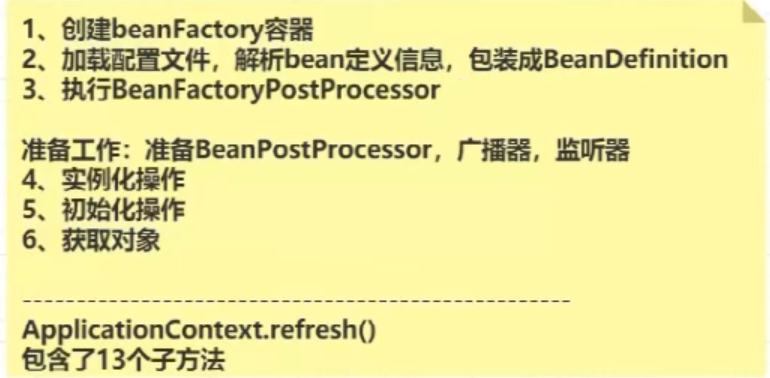 1、创建beanFactory容器
2、加载配置文件，解析bean定义信息，包装成BeanDefinition
3、执行BeanFactoryPostProcessor
准备工作：准备BeanPostProcessor，广播器，监听器
4、实例化操作
5、初始化操作
6、获取对象
----------------------------------------------------
ApplicationContext.refresh()
包含了13个子方法